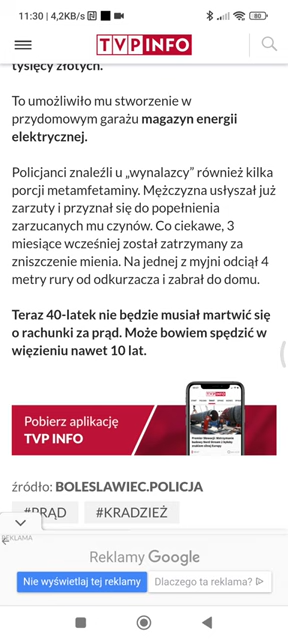 11:30 | 4,2KB/s
80
TVP INFO
tysięcy złotych.
To umożliwiło mu stworzenie w
przydomowym garażu magazyn energii
elektrycznej.
Policjanci znaleźli u „wynalazcy” również kilka
porcji metamfetaminy. Mężczyzna usłyszał już
zarzuty i przyznał się do popełnienia
zarzucanych mu czynów. Co ciekawe, 3
miesiące wcześniej został zatrzymany za
zniszczenie mienia. Na jednej z myjni odciął 4
metry rury od odkurzacza i zabrał do domu.
Teraz 40-latek nie będzie musiał martwić się
o rachunki za prąd. Może bowiem spędzić w
więzieniu nawet 10 lat.
Pobierz aplikację
TVP INFO
źródło: BOLESLAWIEC.POLICJA
#PRĄD #KRADZIEŻ
REKLAMA
Reklamy Google
Nie wyświetlaj tej reklamy
Dlaczego ta reklama?